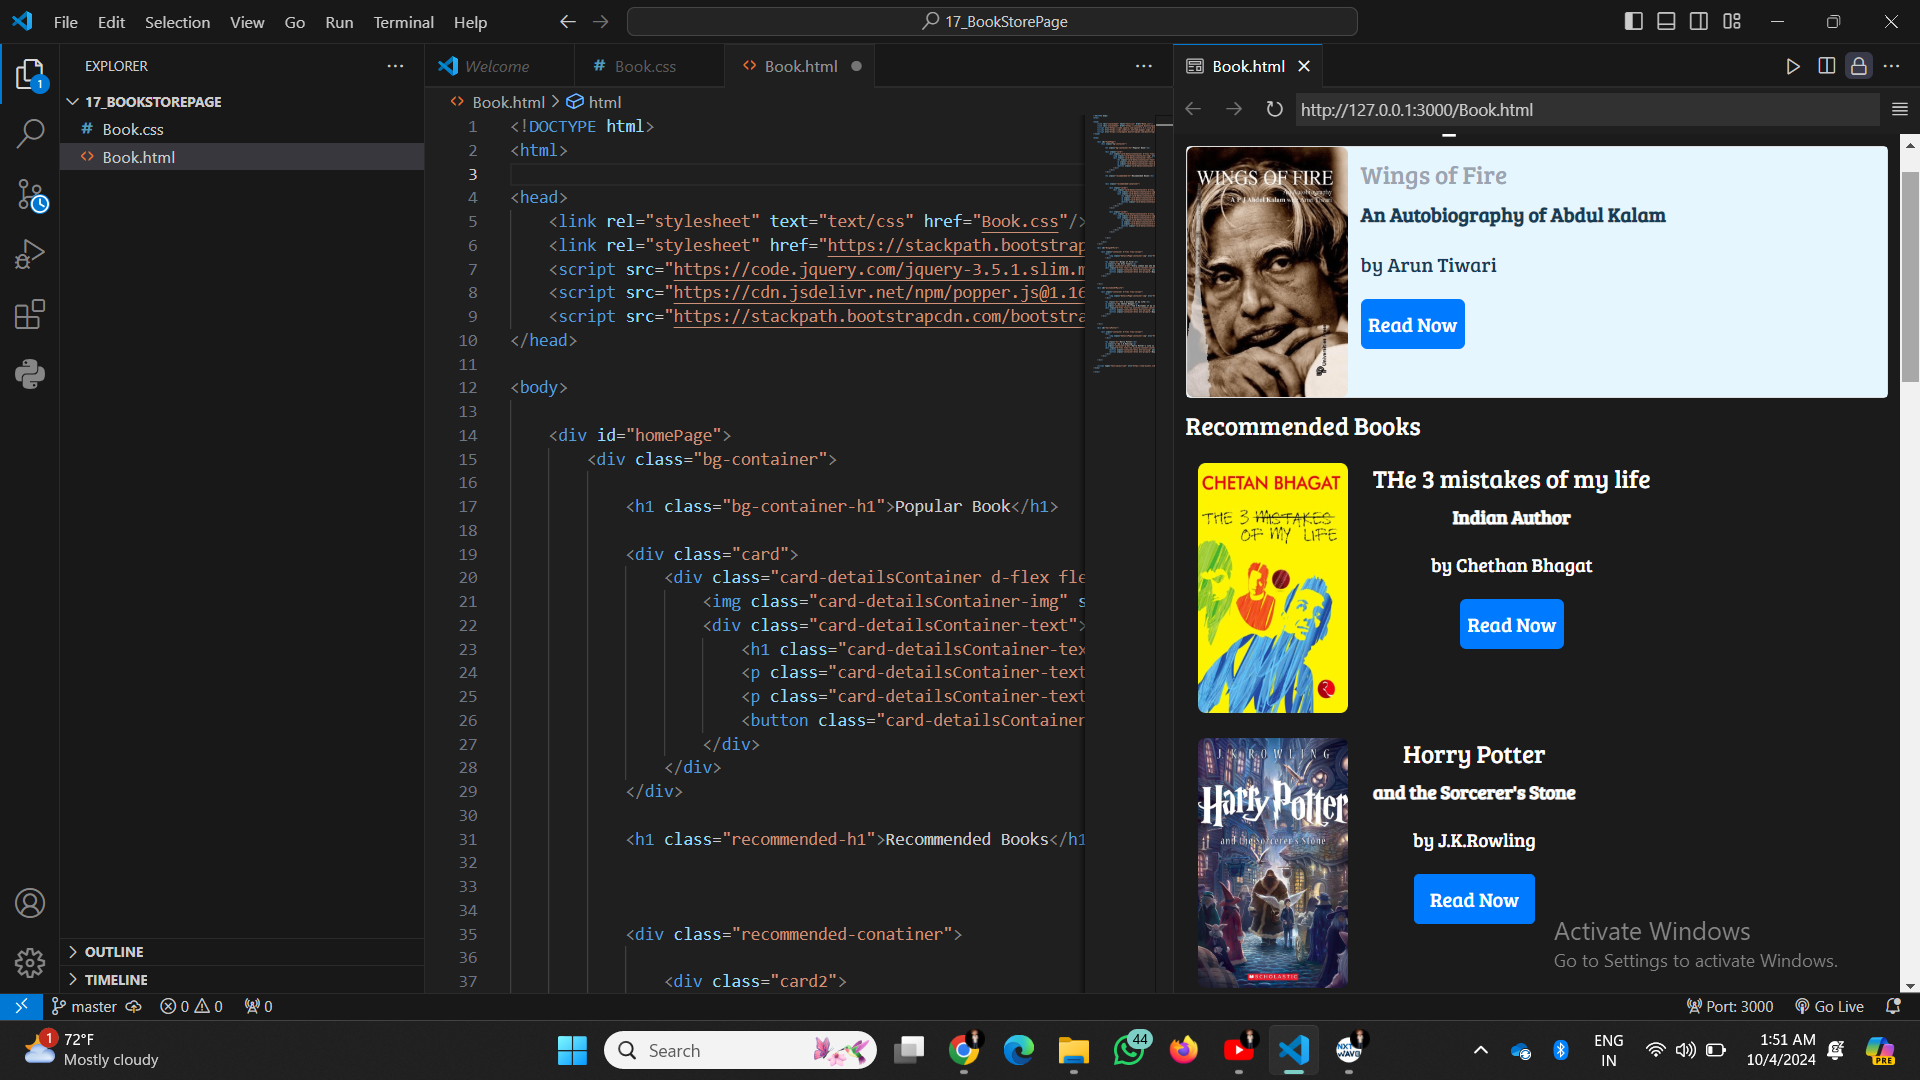 File Edit Selection View Go Run Terminal Help
17_BookStorePage
EXPLORER
17_BOOKSTOREPAGE
# Book.css
<> Book.html
OUTLINE
TIMELINE
Welcome
# Book.css
<> Book.html
<> Book.html > html
1 <!DOCTYPE html>
2 <html>
3
4 <head>
5 <link rel="stylesheet" text="text/css" href="Book.css"/>
6 <link rel="stylesheet" href="https://stackpath.bootstrap
7 <script src="https://code.jquery.com/jquery-3.5.1.slim.m
8 <script src="https://cdn.jsdelivr.net/npm/popper.js@1.16
9 <script src="https://stackpath.bootstrapcdn.com/bootstra
10 </head>
11
12 <body>
13
14 <div id="homePage">
15 <div class="bg-container">
16
17 <h1 class="bg-container-h1">Popular Book</h1>
18
19 <div class="card">
20 <div class="card-detailsContainer d-flex fle
21 <img class="card-detailsContainer-img" s
22 <div class="card-detailsContainer-text">
23 <h1 class="card-detailsContainer-tex
24 <p class="card-detailsContainer-text
25 <p class="card-detailsContainer-text
26 <button class="card-detailsContainer
27 </div>
28 </div>
29 </div>
30
31 <h1 class="recommended-h1">Recommended Books</h1
32
33
34
35 <div class="recommended-conatiner">
36
37 <div class="card2">
Book.html
http://127.0.0.1:3000/Book.html
WINGS OF FIRE
An Autobiography
A P J Abdul Kalam with Arun Tiwari
Wings of Fire
An Autobiography of Abdul Kalam
by Arun Tiwari
Read Now
Recommended Books
CHETAN BHAGAT
THE 3 MISTAKES
OF MY LIFE
THe 3 mistakes of my life
Indian Author
by Chethan Bhagat
Read Now
J.K. ROWLING
Harry Potter
and the Sorcerer's Stone
SCHOLASTIC
Horry Potter
and the Sorcerer's Stone
by J.K.Rowling
Read Now
Activate Windows
Go to Settings to activate Windows.
1
master
0 0
0
Port: 3000
Go Live
1
72°F
Mostly cloudy
Search
44
NXT
WAVE
ENG
IN
1:51 AM
10/4/2024
PRE